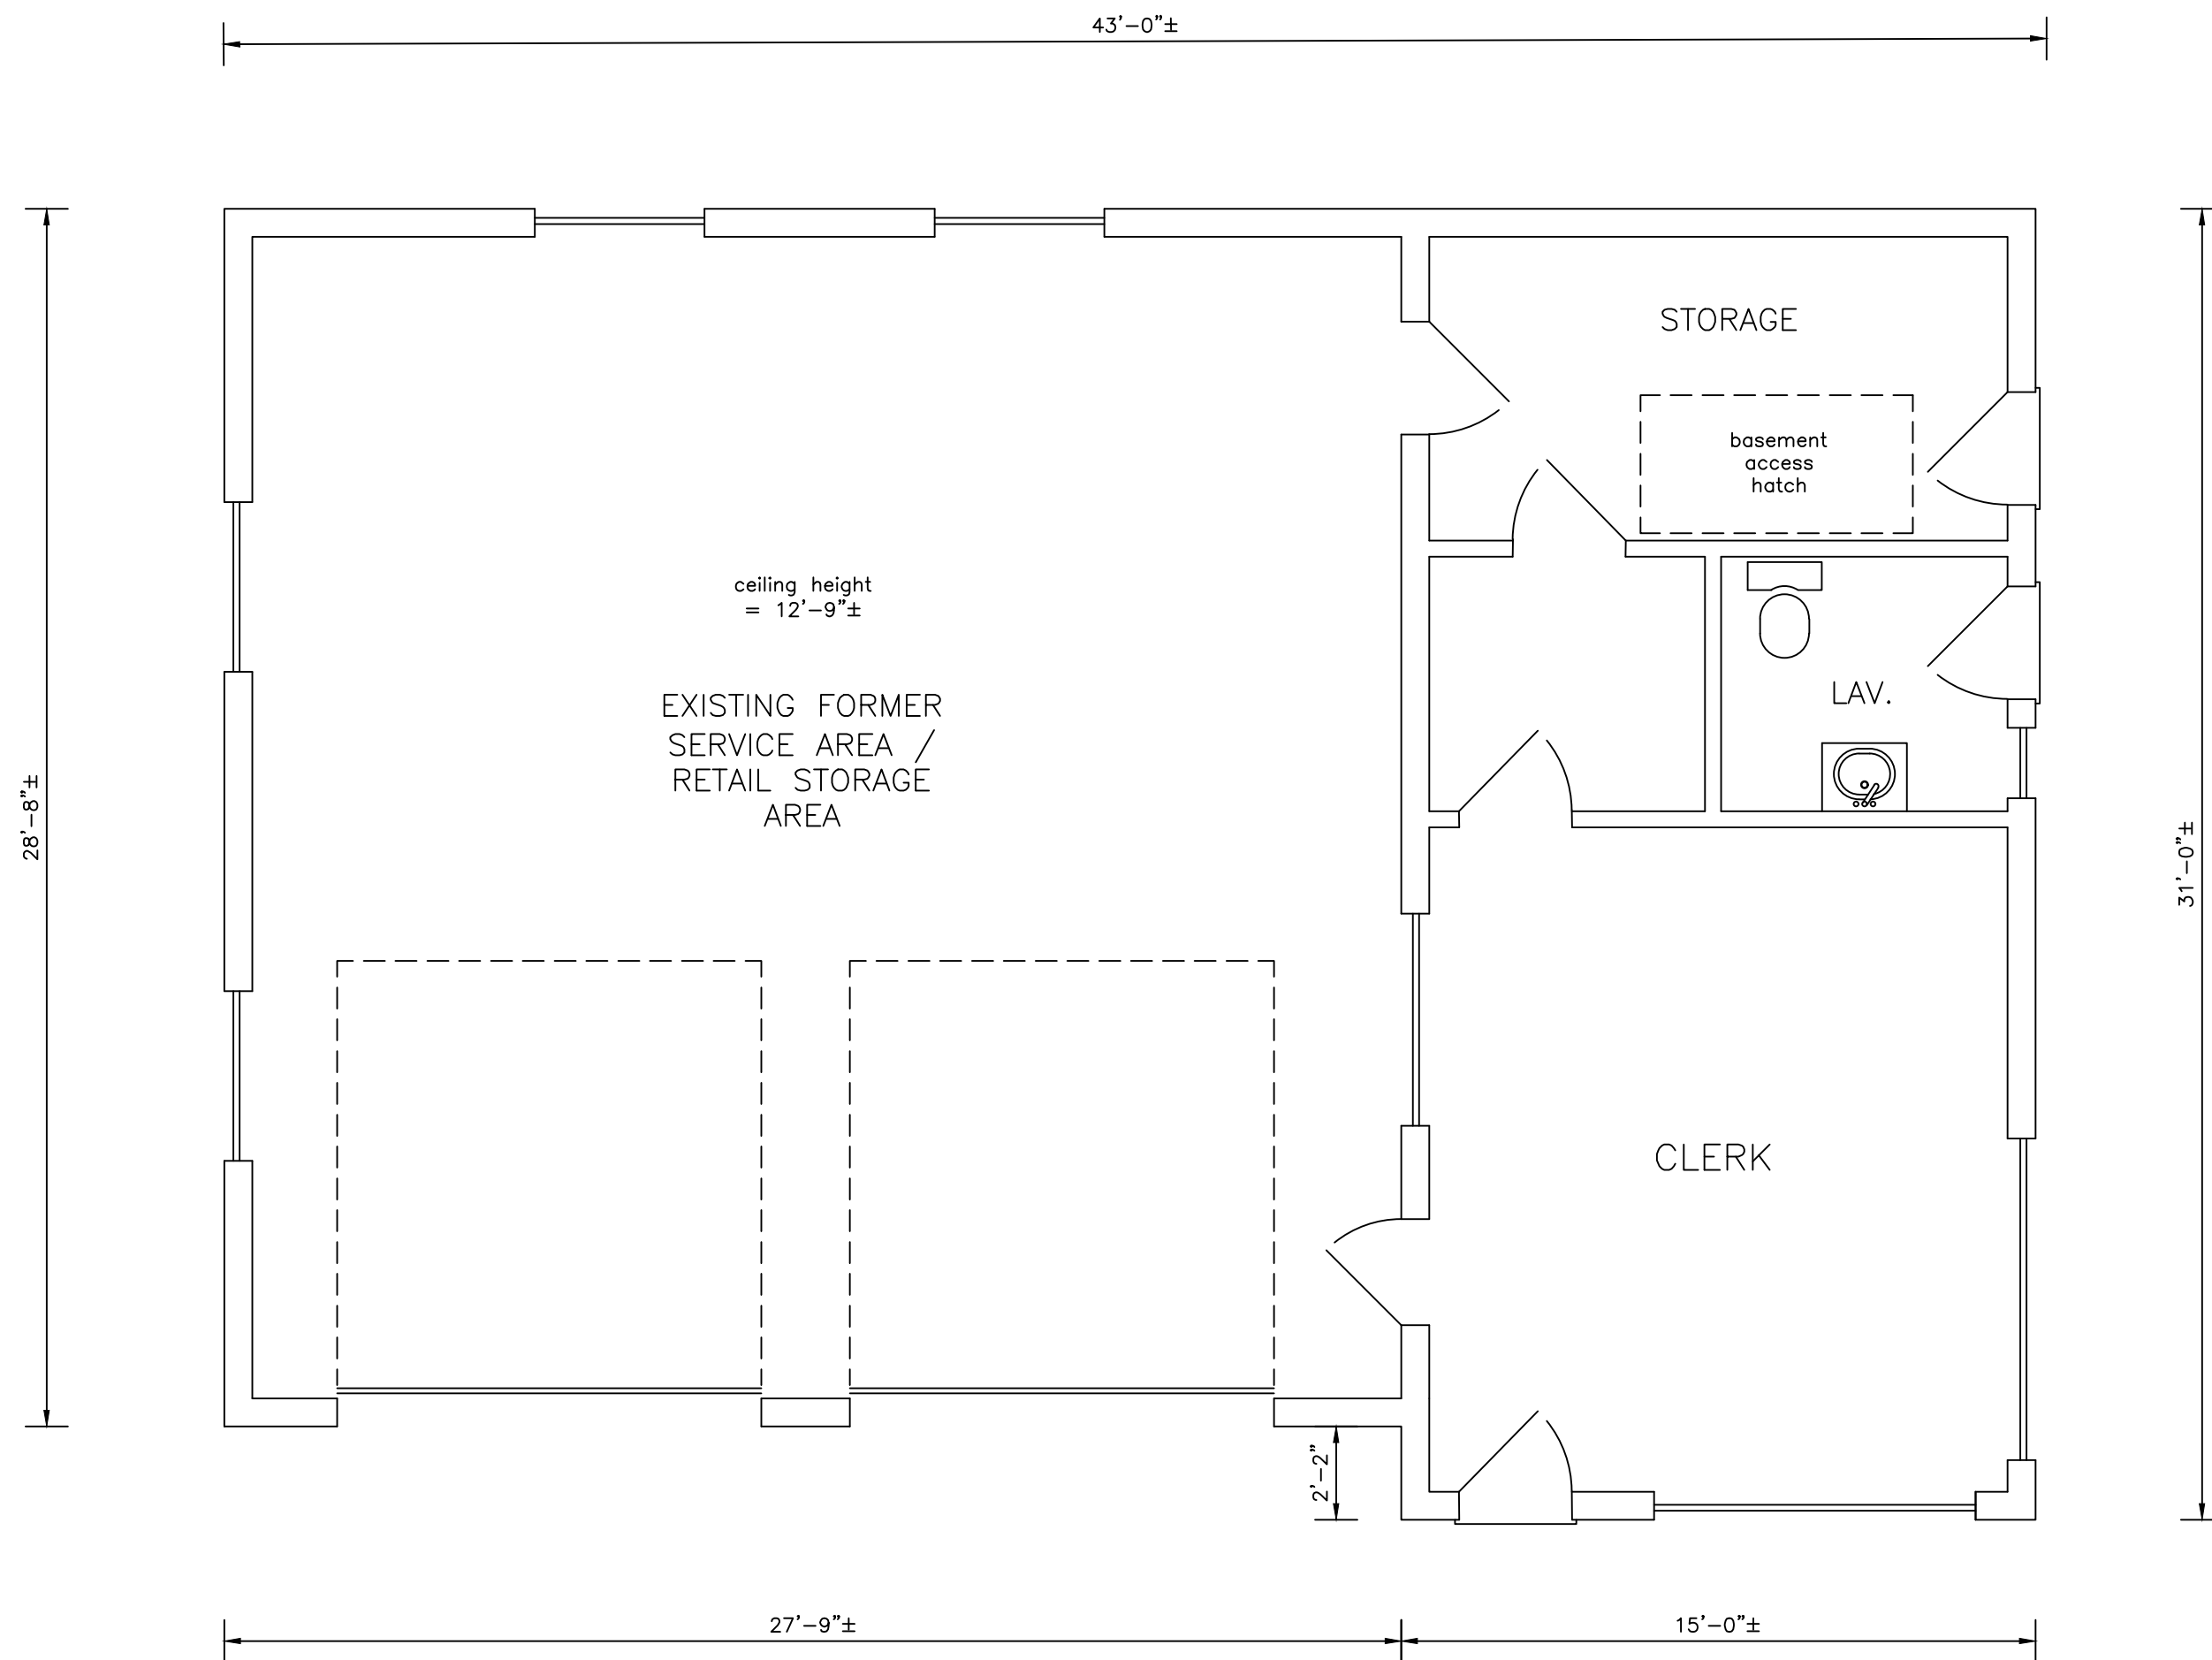 43'-0"±
STORAGE
basement
access
hatch
ceiling height
= 12'-9"±
EXISTING FORMER
SERVICE AREA /
RETAIL STORAGE
AREA
LAV.
28'-8"±
31'-0"±
CLERK
2'-2"
27'-9"±
15'-0"±